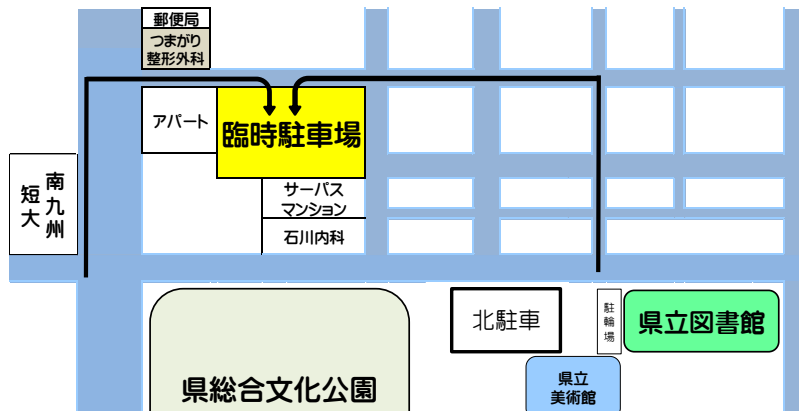 郵便局
つまがり
整形外科
アパート
臨時駐車場
サーパス
マンション
石川内科
南九州
短大
北駐車
駐輪場
県立図書館
県総合文化公園
県立
美術館